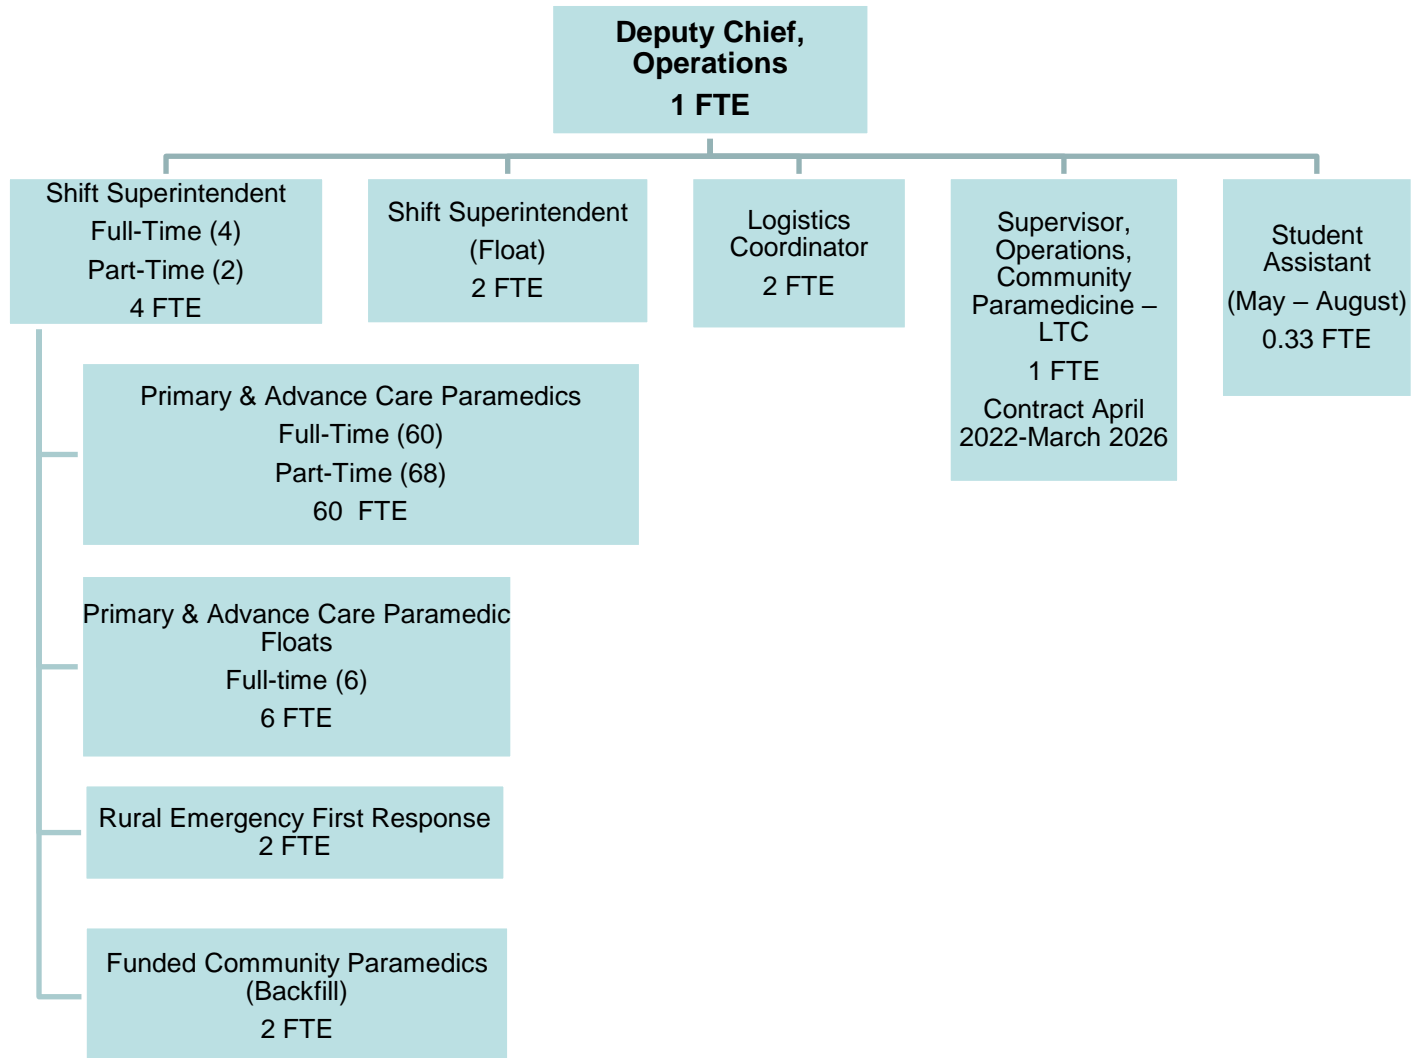 Deputy Chief,
Operations
1 FTE
Shift Superintendent
Full-Time (4)
Part-Time (2)
4 FTE
Shift Superintendent
(Float)
2 FTE
Logistics
Coordinator
2 FTE
Supervisor,
Operations,
Community
Paramedicine –
LTC
1 FTE
Contract April
2022-March 2026
Student
Assistant
(May – August)
0.33 FTE
Primary & Advance Care Paramedics
Full-Time (60)
Part-Time (68)
60 FTE
Primary & Advance Care Paramedic
Floats
Full-time (6)
6 FTE
Rural Emergency First Response
2 FTE
Funded Community Paramedics
(Backfill)
2 FTE